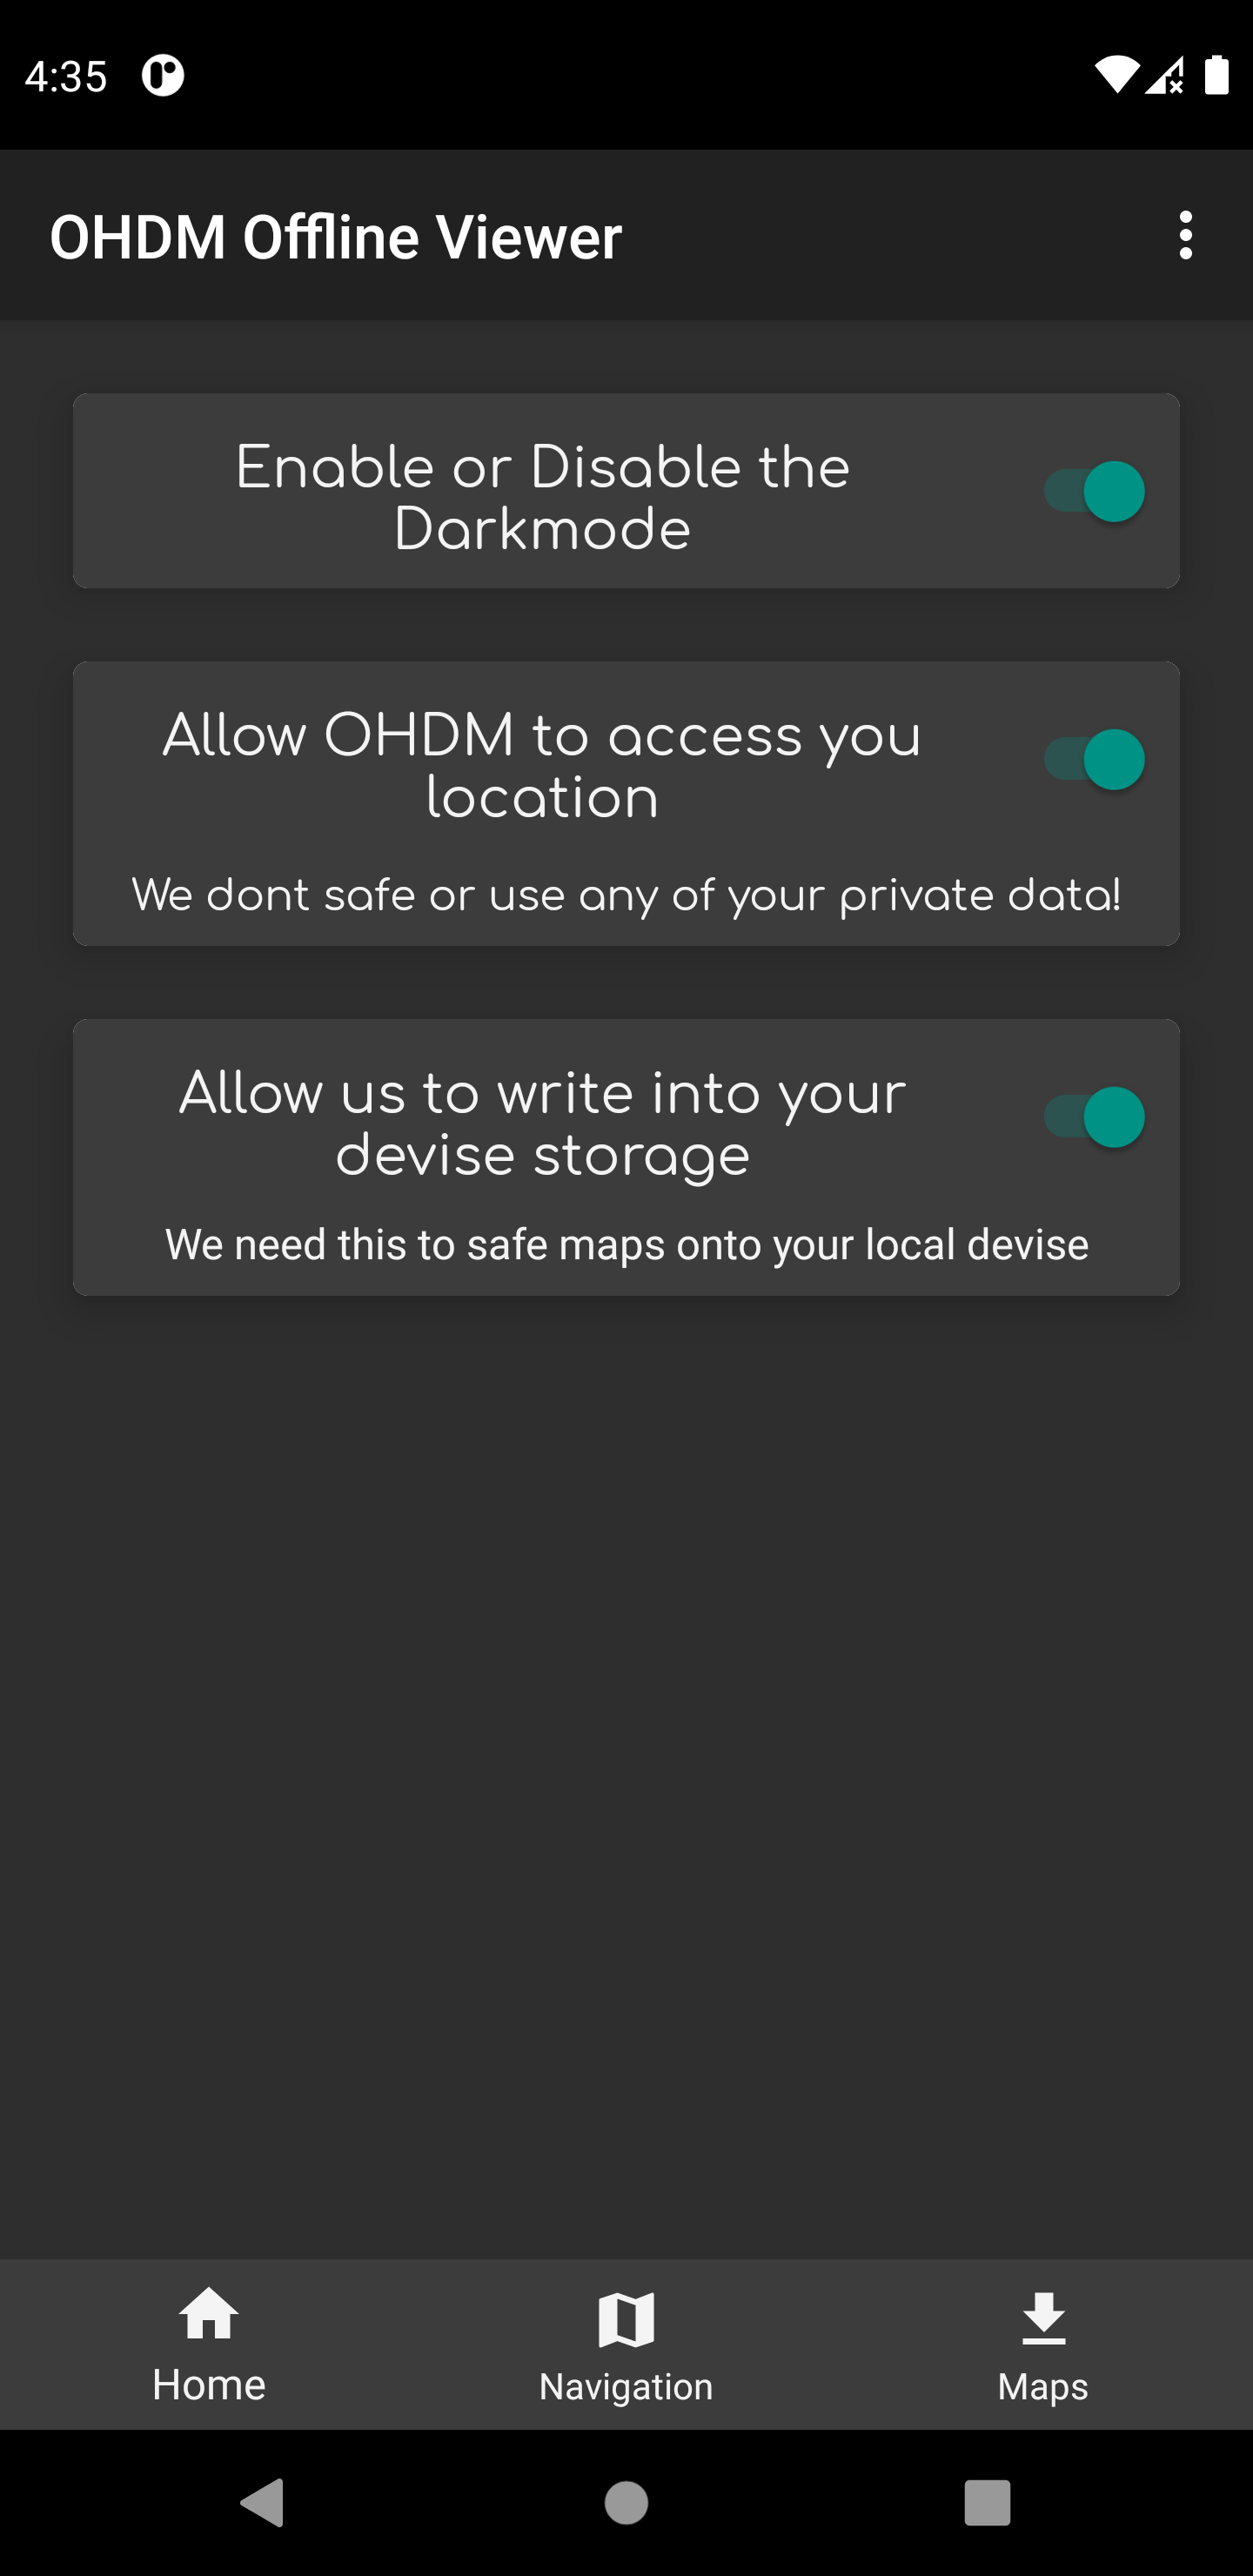 4:35
OHDM Offline Viewer
Enable or Disable the
Darkmode
Allow OHDM to access you
location
We dont safe or use any of your private data!
Allow us to write into your
devise storage
We need this to safe maps onto your local devise
Home
Navigation
Maps